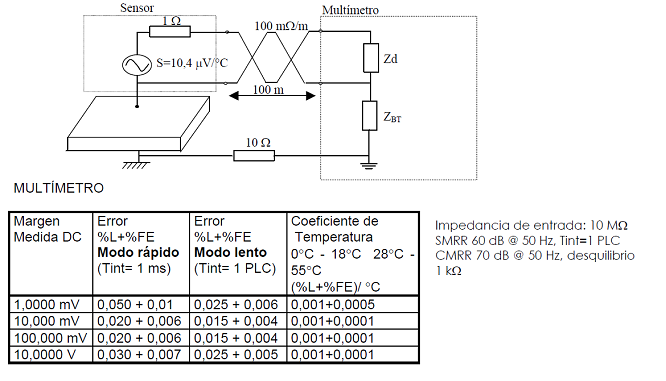 Sensor
Multímetro
1 Ω
100 mΩ/m
S=10.4 μV/°C
Zd
100 m
Z_BT
10 Ω
MULTÍMETRO
Margen Medida DC
Error %L+%FE Modo rápido (Tint= 1 ms)
Error %L+%FE Modo lento (Tint= 1 PLC)
Coeficiente de Temperatura 0°C - 18°C 28°C - 55°C (%L+%FE)/ °C
1,0000 mV 0,050 + 0,01 0,025 + 0,006 0,001+0,0005
10,000 mV 0,020 + 0,006 0,015 + 0,004 0,001+0,0001
100,000 mV 0,020 + 0,006 0,015 + 0,004 0,001+0,0001
10,0000 V 0,030 + 0,007 0,025 + 0,005 0,001+0,0001
Impedancia de entrada: 10 MΩ
SMRR 60 dB @ 50 Hz, Tint=1 PLC
CMRR 70 dB @ 50 Hz, desquilibrio
1 kΩ